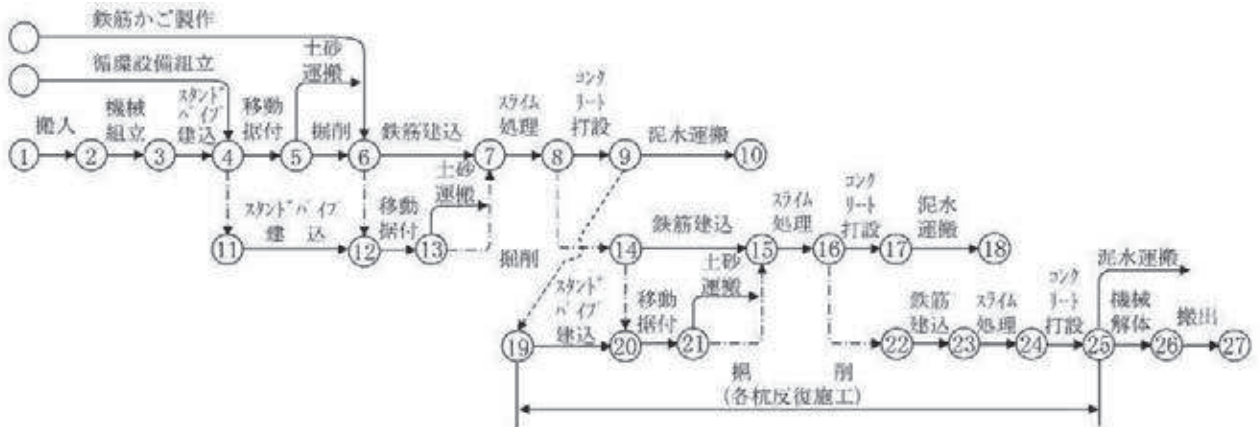 鉄筋かご製作
土砂
運搬
循環設備組立
搬入
機械
組立
スタンド
パイプ
建込
移動
据付
掘削
鉄筋建込
スライム
処理
コンク
リート
打設
泥水運搬
① ② ③ ④ ⑤ ⑥ ⑦ ⑧ ⑨ ⑩
スタンドパイプ
建込
移動
据付
土砂
運搬
掘削
鉄筋建込
スライム
処理
コンク
リート
打設
泥水
運搬
⑪ ⑫ ⑬ ⑭ ⑮ ⑯ ⑰ ⑱
スタンド
パイプ
建込
移動
据付
土砂
運搬
鉄筋
建込
スライム
処理
コンク
リート
打設
泥水運搬
機械
解体
搬出
⑲ ⑳ ㉑ ㉒ ㉓ ㉔ ㉕ ㉖ ㉗
掘削
(各杭反復施工)